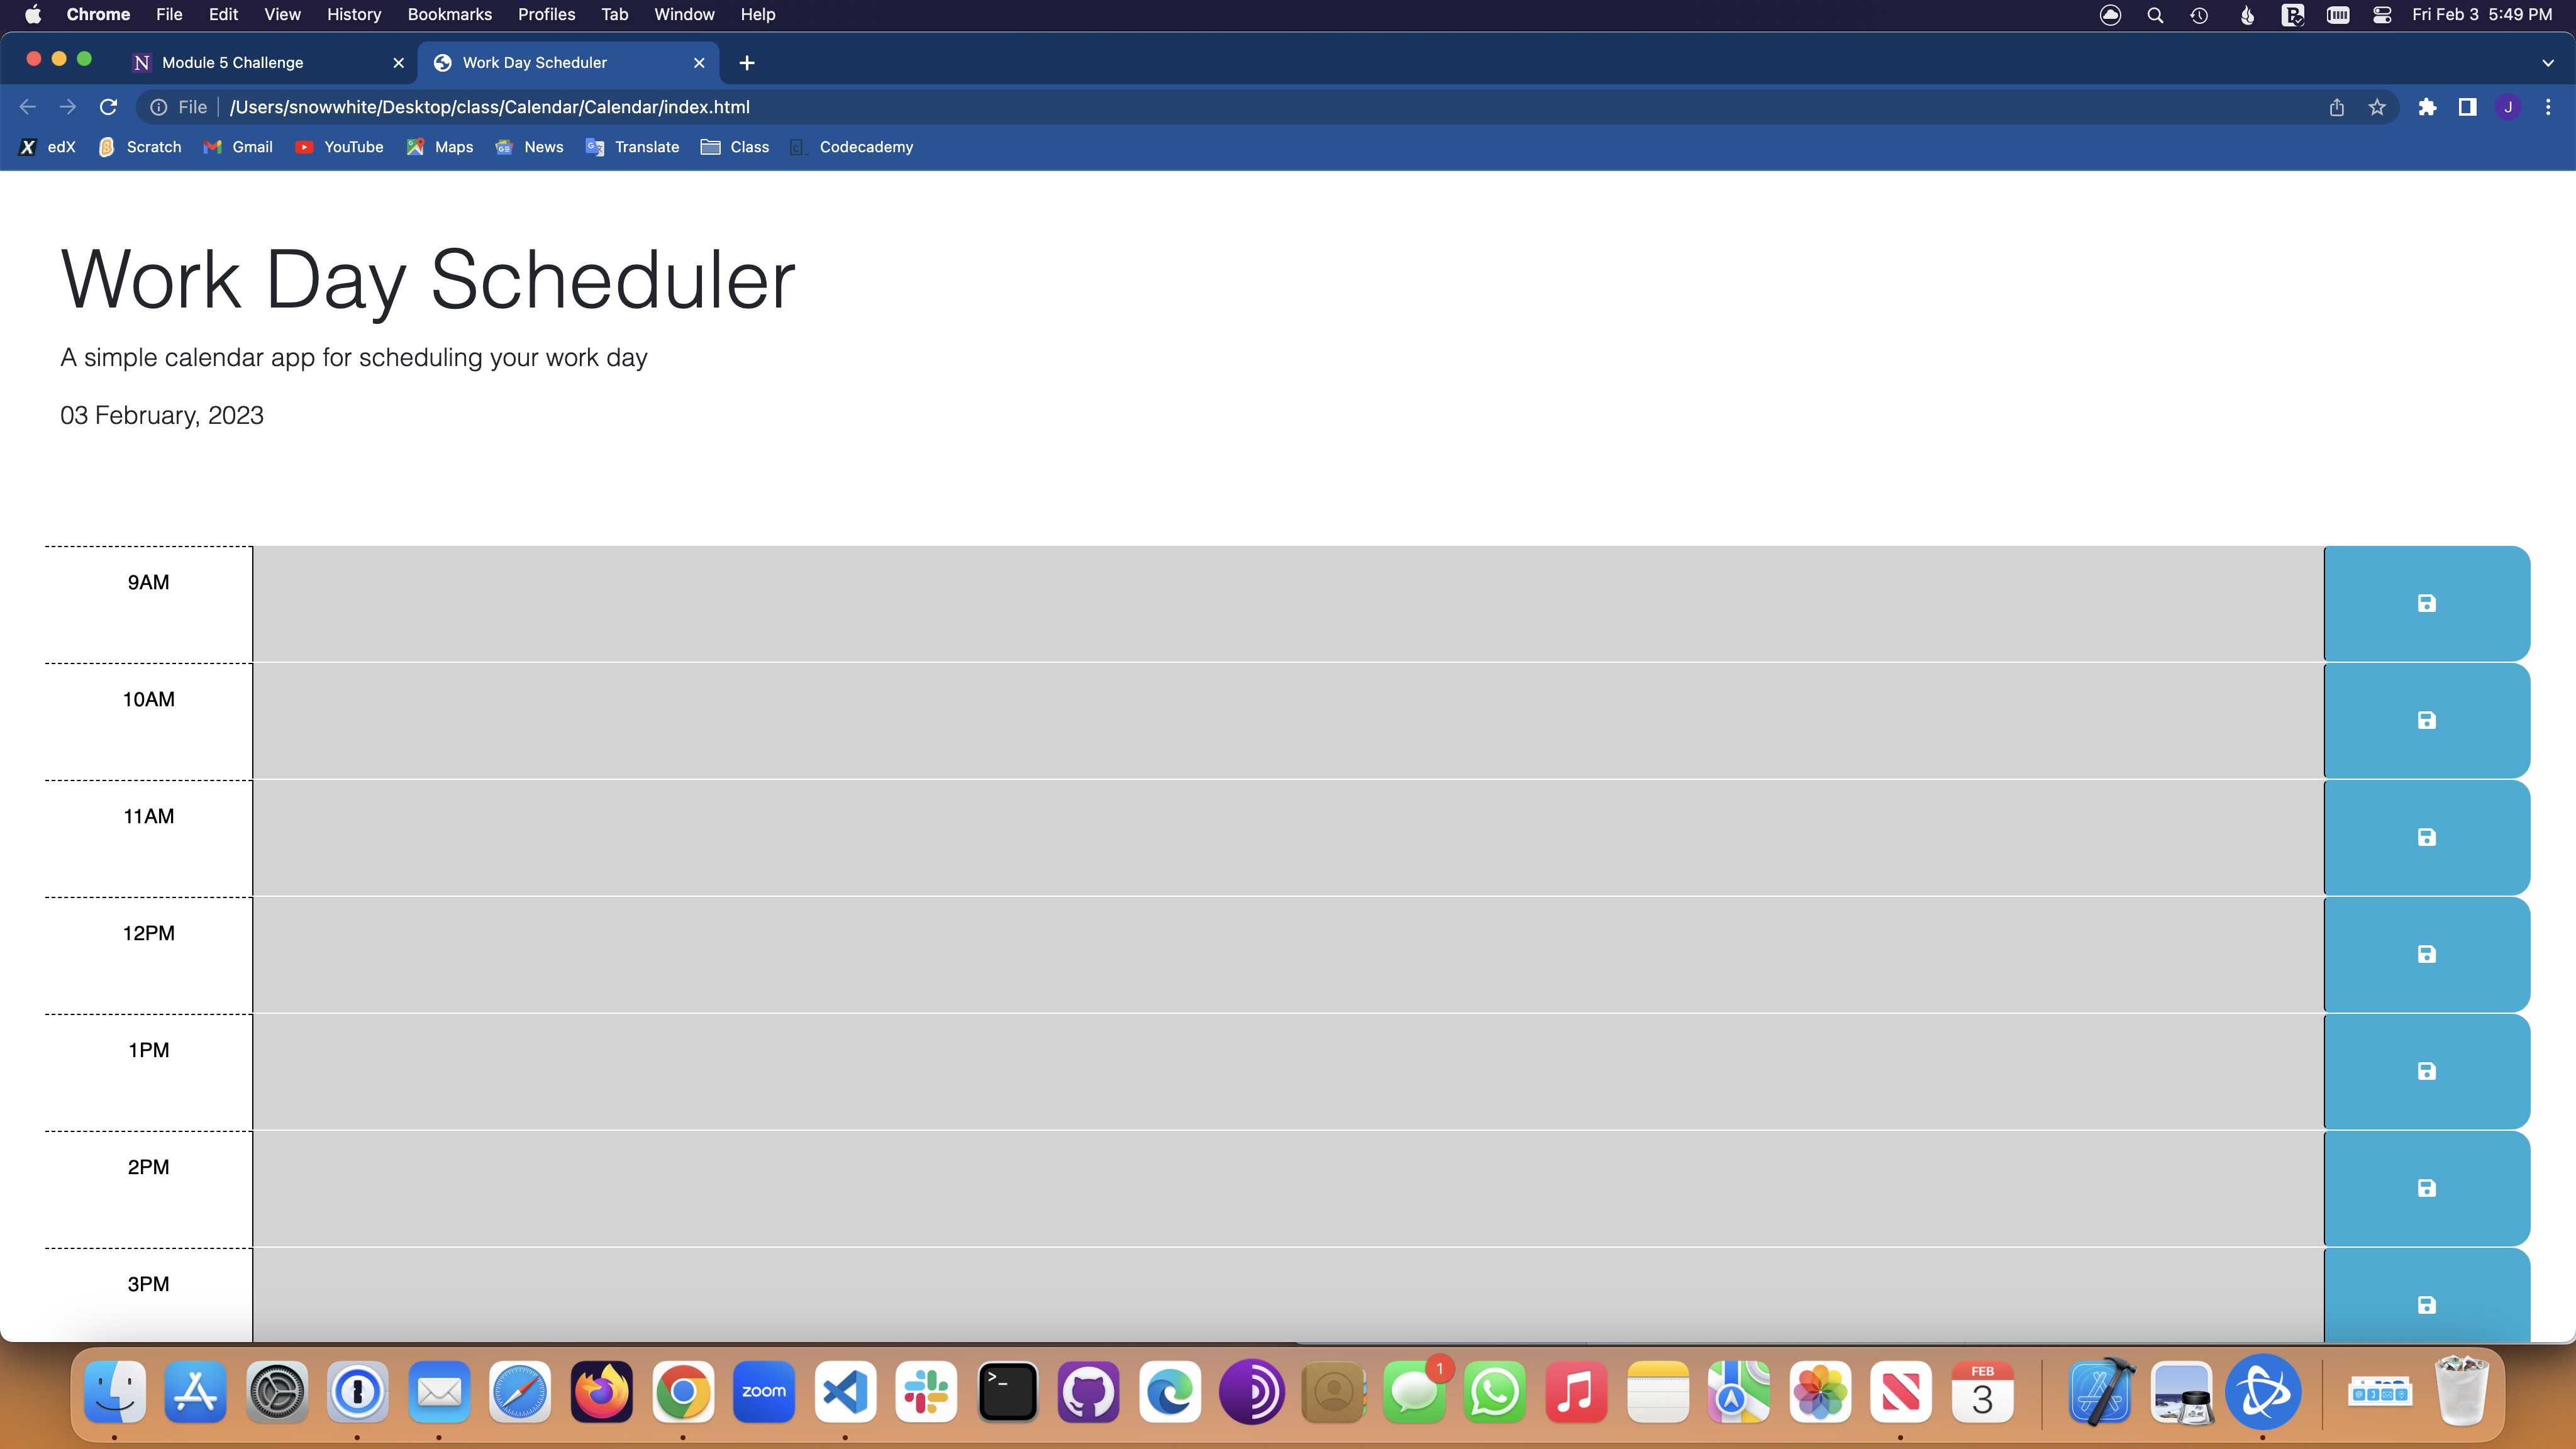 Chrome File Edit View History Bookmarks Profiles Tab Window Help Fri Feb 3 5:49 PM
N Module 5 Challenge Work Day Scheduler
File /Users/snowwhite/Desktop/class/Calendar/Calendar/index.html J
X edX Scratch Gmail YouTube Maps News Translate Class Codecademy
Work Day Scheduler
A simple calendar app for scheduling your work day
03 February, 2023
9AM
10AM
11AM
12PM
1PM
2PM
3PM
zoom >_ 1 FEB
3